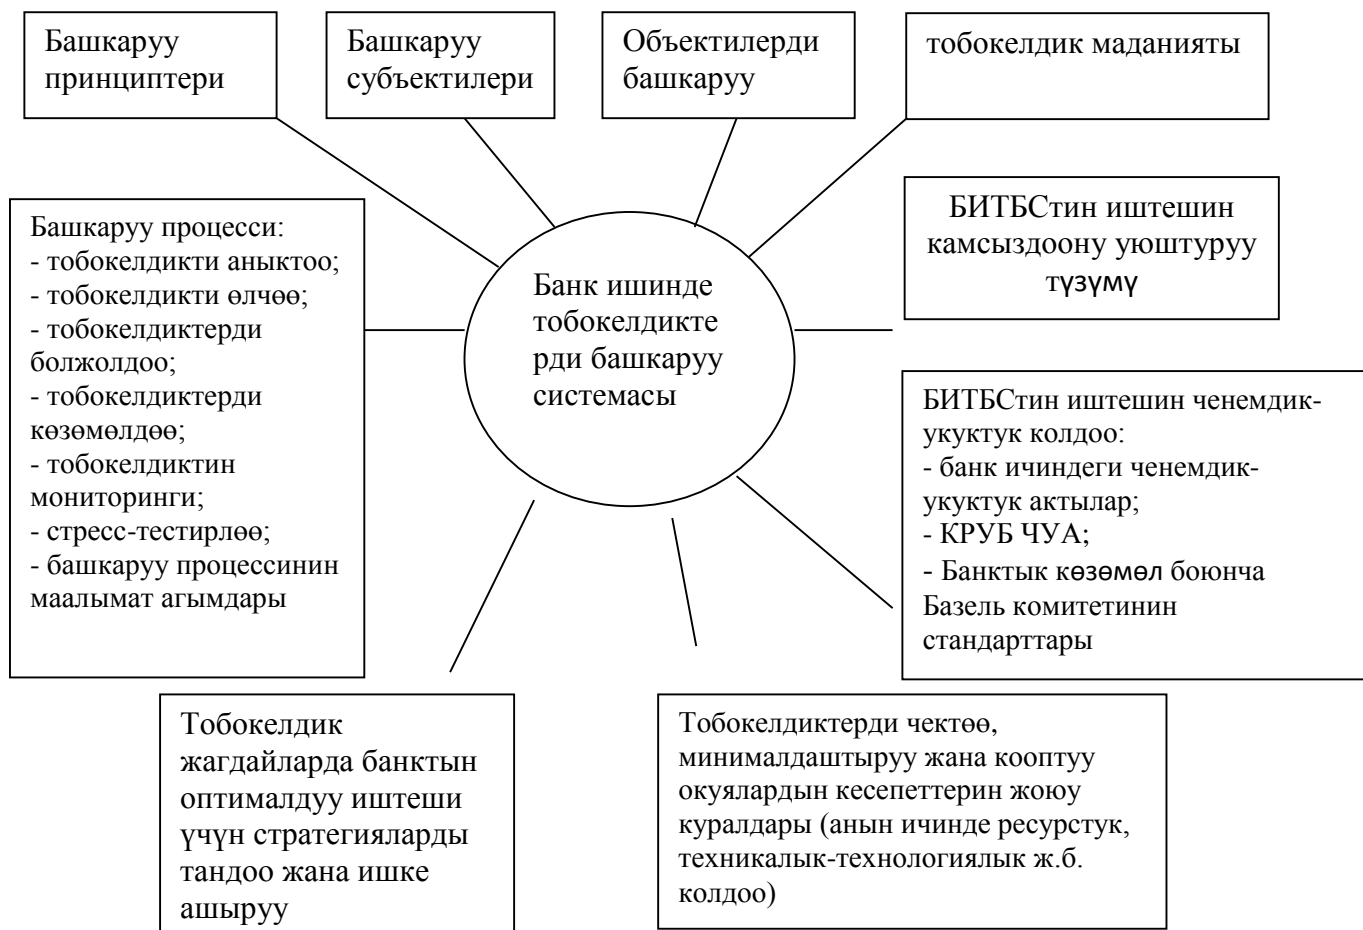 Башкаруу
принциптери
Башкаруу
субъектилери
Объектилерди
башкаруу
тобокелдик маданияты
Башкаруу процесси:
- тобокелдикти аныктоо;
- тобокелдикти өлчөө;
- тобокелдиктерди
болжолдоо;
- тобокелдиктерди
көзөмөлдөө;
- тобокелдиктин
мониторинги;
- стресс-тестирлөө;
- башкаруу процессинин
маалымат агымдары
Банк ишинде
тобокелдикте
рди башкаруу
системасы
БИТБСтин иштешин
камсыздоону уюштуруу
түзүмү
БИТБСтин иштешин ченемдик-
укуктук колдоо:
- банк ичиндеги ченемдик-
укуктук актылар;
- КРУБ ЧУА;
- Банктык көзөмөл боюнча
Базель комитетинин
стандарттары
Тобокелдик
жагдайларда банктын
оптималдуу иштеши
үчүн стратегияларды
тандоо жана ишке
ашыруу
Тобокелдиктерди чектөө,
минималдаштыруу жана кооптуу
окуялардын кесепеттерин жоюу
куралдары (анын ичинде ресурстук,
техникалык-технологиялык ж.б.
колдоо)